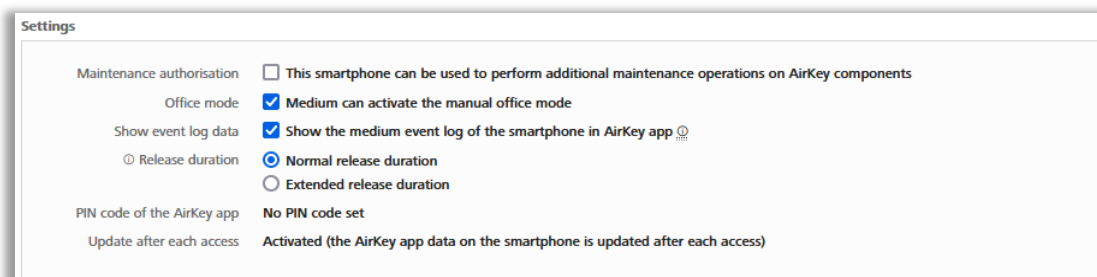 Settings
Maintenance authorisation This smartphone can be used to perform additional maintenance operations on AirKey components
Office mode Medium can activate the manual office mode
Show event log data Show the medium event log of the smartphone in AirKey app ⓘ
ⓘ Release duration Normal release duration
Extended release duration
PIN code of the AirKey app No PIN code set
Update after each access Activated (the AirKey app data on the smartphone is updated after each access)